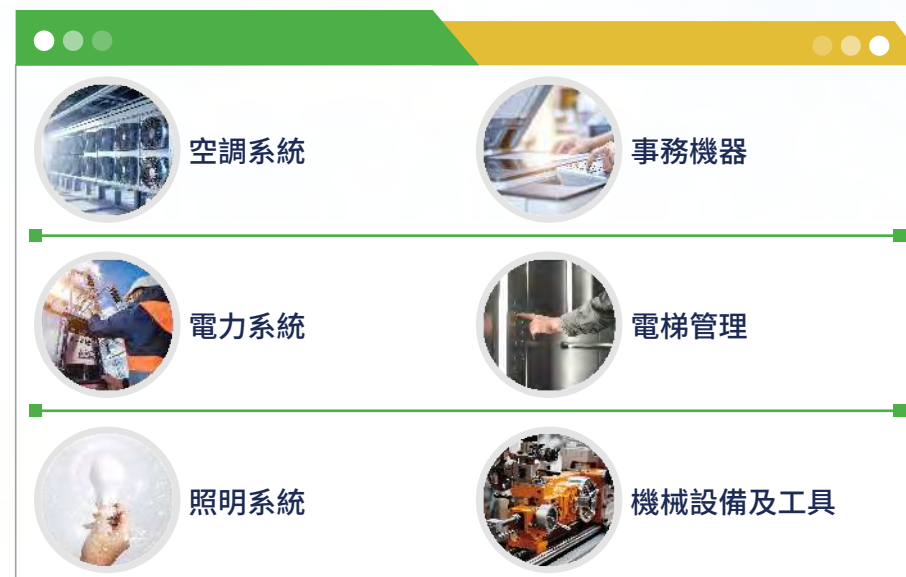 空調系統
事務機器
電力系統
電梯管理
照明系統
機械設備及工具